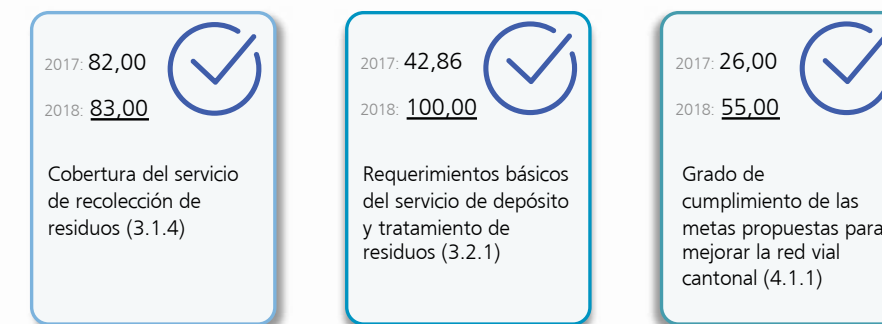 2017: 82,00
2018: 83,00
Cobertura del servicio
de recolección de
residuos (3.1.4)
2017: 42,86
2018: 100,00
Requerimientos básicos
del servicio de depósito
y tratamiento de
residuos (3.2.1)
2017: 26,00
2018: 55,00
Grado de
cumplimiento de las
metas propuestas para
mejorar la red vial
cantonal (4.1.1)